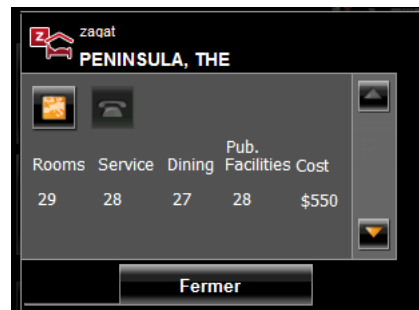 zagat
Z
PENINSULA, THE
Rooms Service Dining Pub. Facilities Cost
29 28 27 28 $550
Fermer